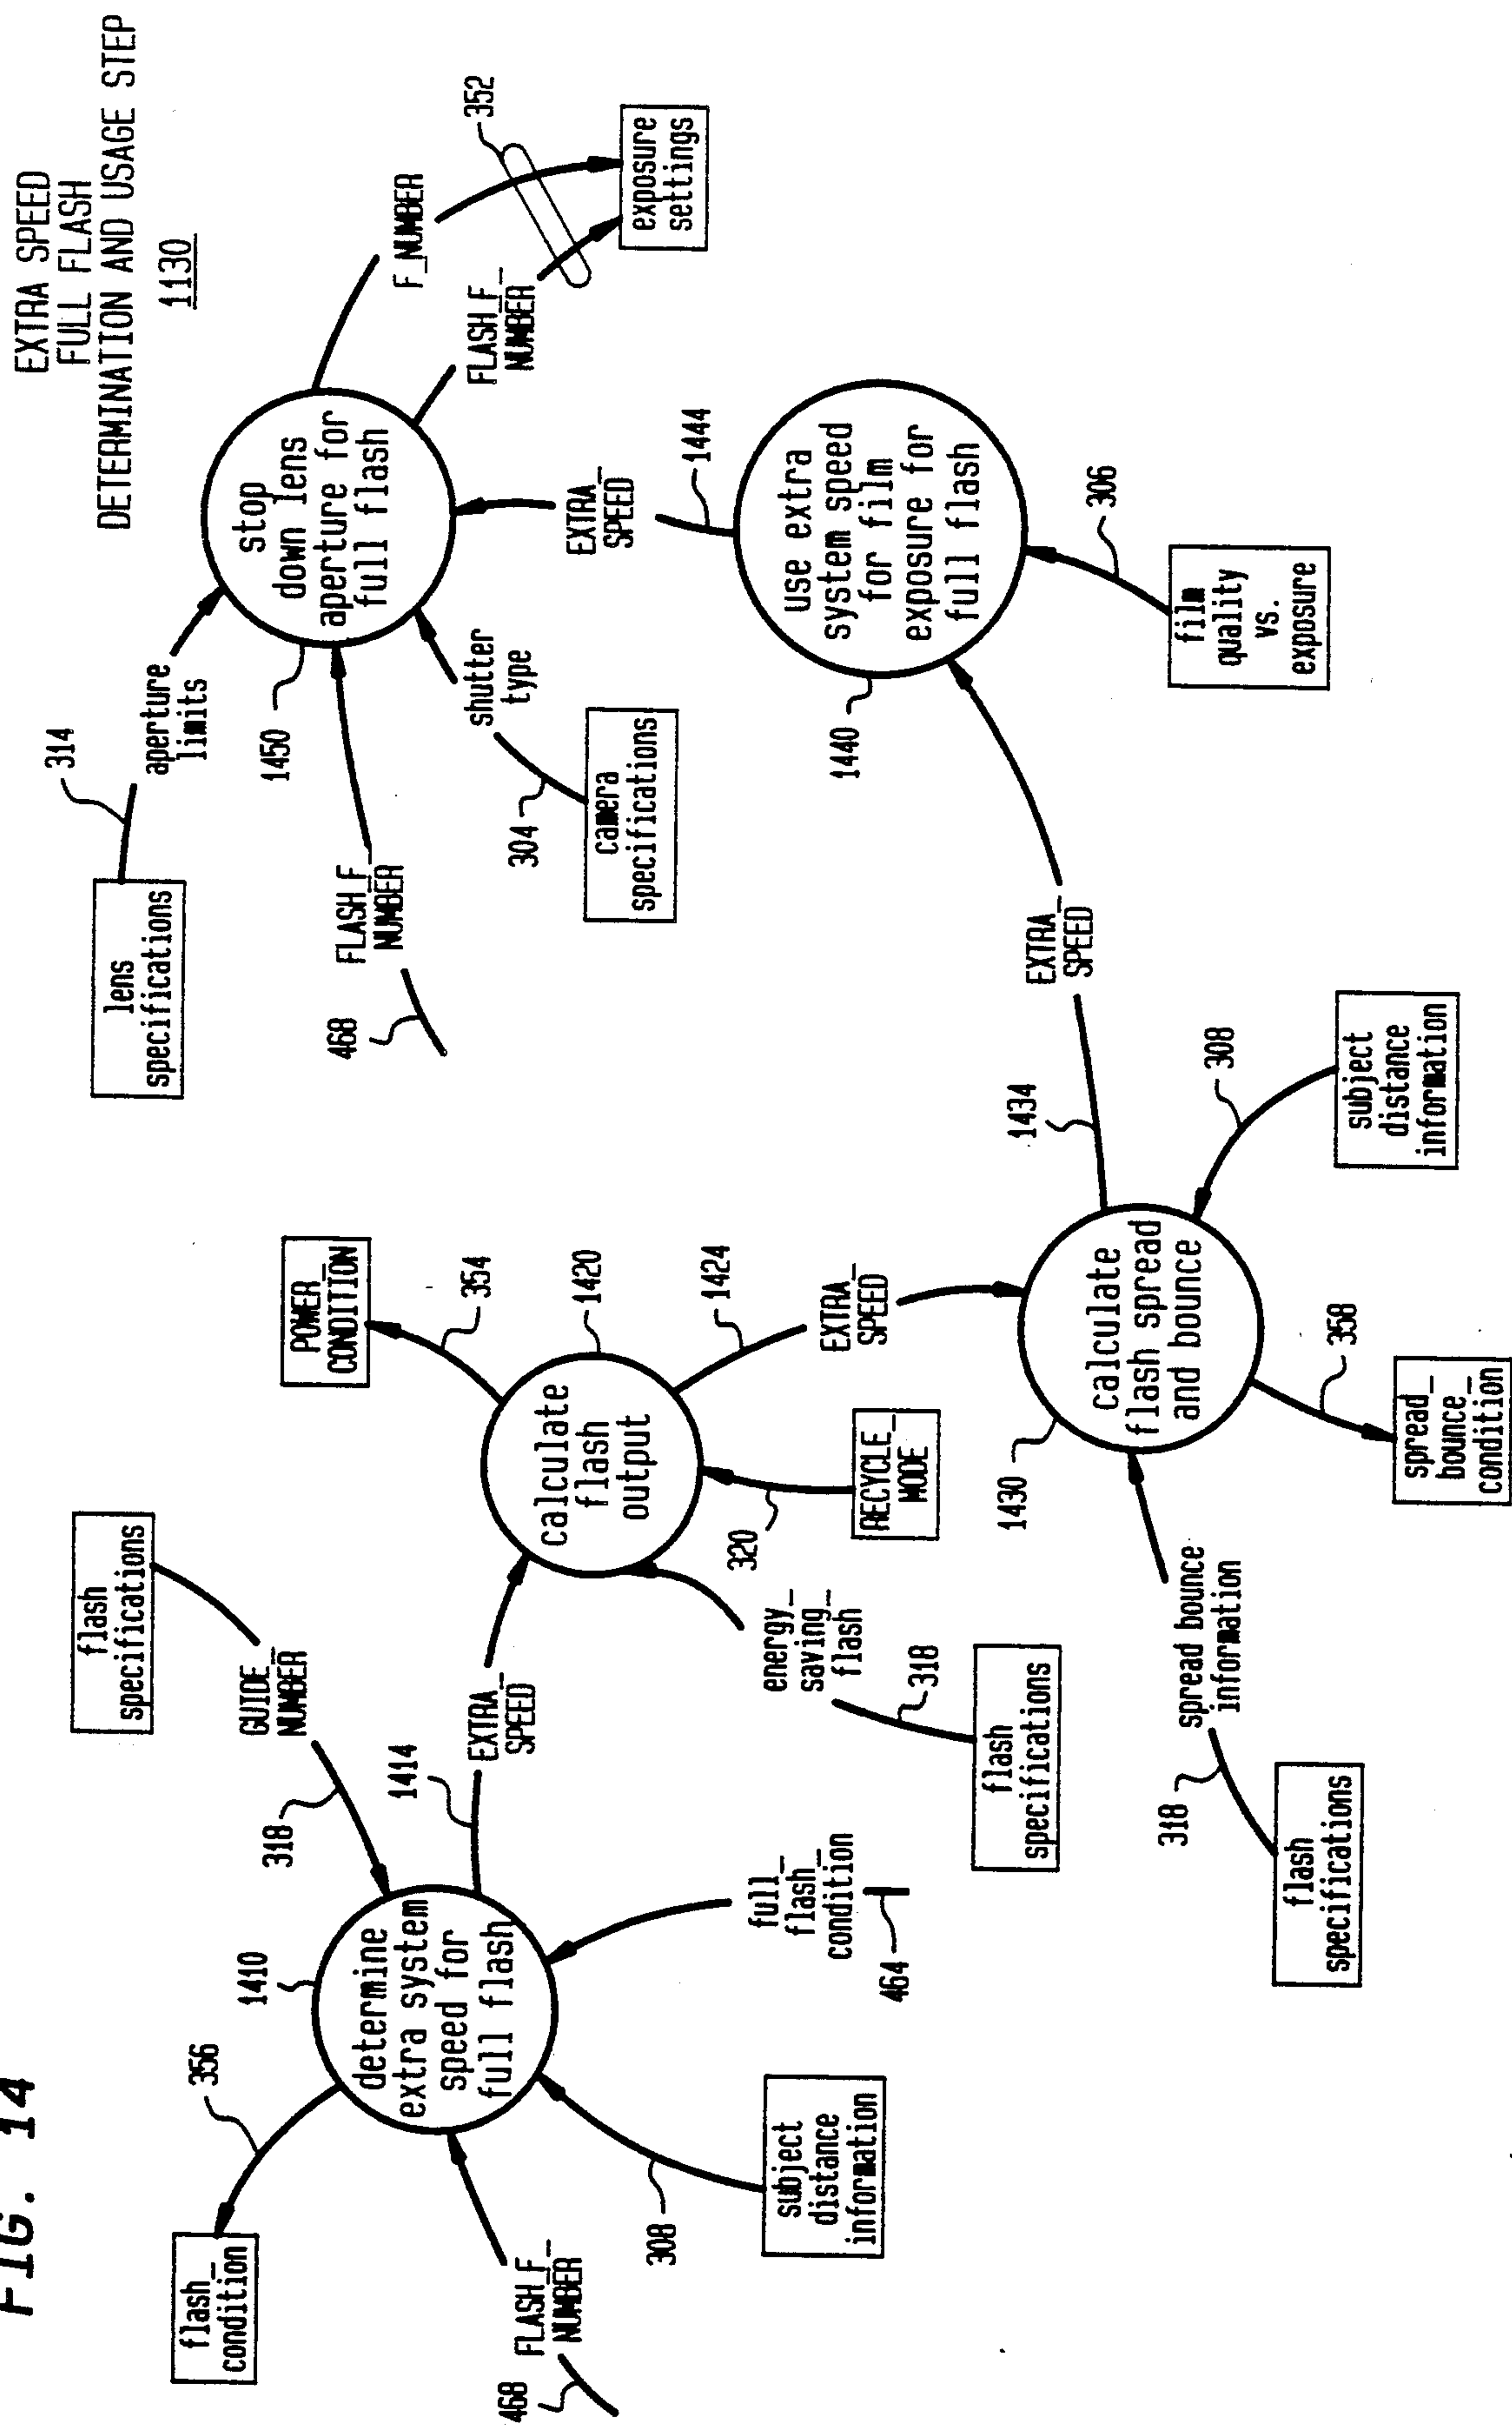 FIG. 14
EXTRA SPEED
FULL FLASH
DETERMINATION AND USAGE STEP
1130
flash_
condition
356
1410
determine
extra system
speed for
full flash
FLASH_F_
NUMBER
468
subject
distance
information
308
full_
flash_
condition
464
flash
specifications
GUIDE_
NUMBER
318
1414
EXTRA_
SPEED
calculate
flash
output
1420
POWER_
CONDITION
354
energy_
saving_
flash
318
flash
specifications
RECYCLE_
MODE
320
1424
EXTRA_
SPEED
calculate
flash spread
and bounce
1430
spread bounce
information
318
flash
specifications
spread_
bounce_
condition
358
subject
distance
information
308
1434
EXTRA_
SPEED
use extra
system speed
for film
exposure for
full flash
1440
film
quality
vs.
exposure
306
1444
EXTRA_
SPEED
stop
down lens
aperture for
full flash
1450
lens
specifications
314
aperture
limits
FLASH_F_
NUMBER
468
shutter
type
304
camera
specifications
F_NUMBER
FLASH_F_
NUMBER
352
exposure
settings